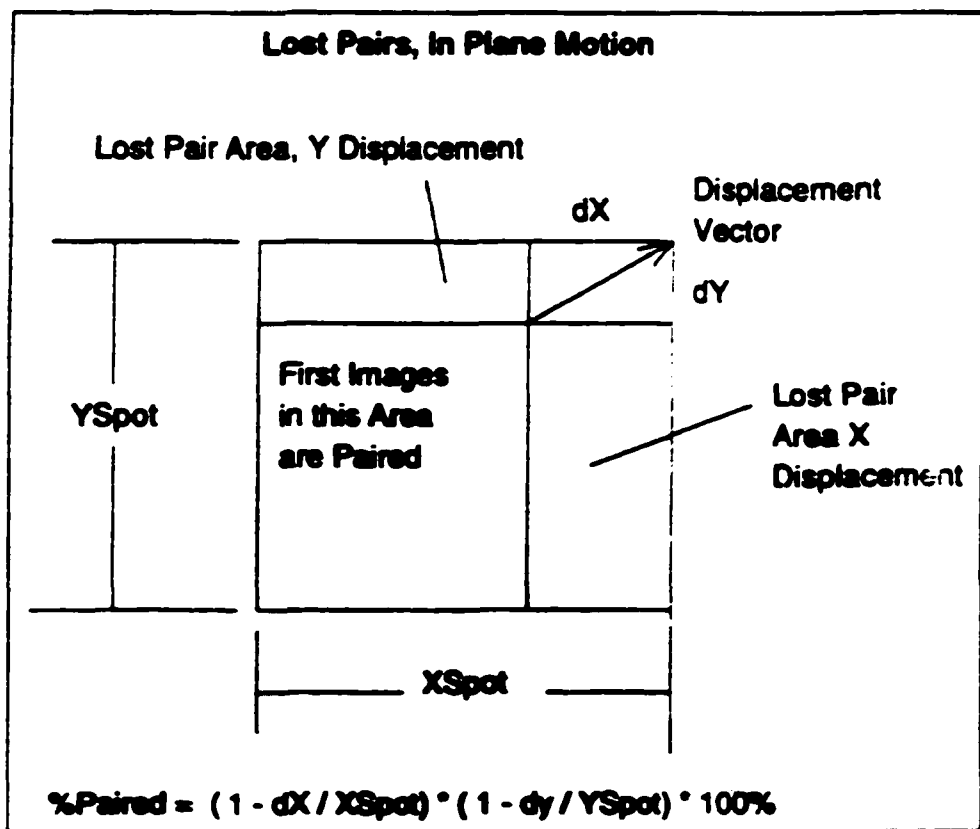 Lost Pairs, In Plane Motion
Lost Pair Area, Y Displacement
dX
Displacement
Vector
dY
First Images
in this Area
are Paired
YSpot
Lost Pair
Area X
Displacement
XSpot
%Paired = ( 1 - dX / XSpot) * ( 1 - dy / YSpot) * 100%